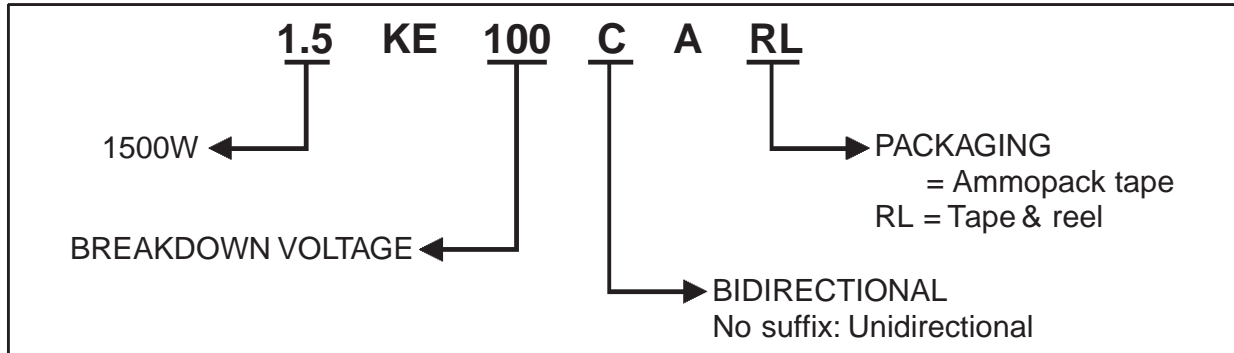 1.5 KE 100 C A RL
1500W
PACKAGING
= Ammopack tape
RL = Tape & reel
BREAKDOWN VOLTAGE
BIDIRECTIONAL
No suffix: Unidirectional